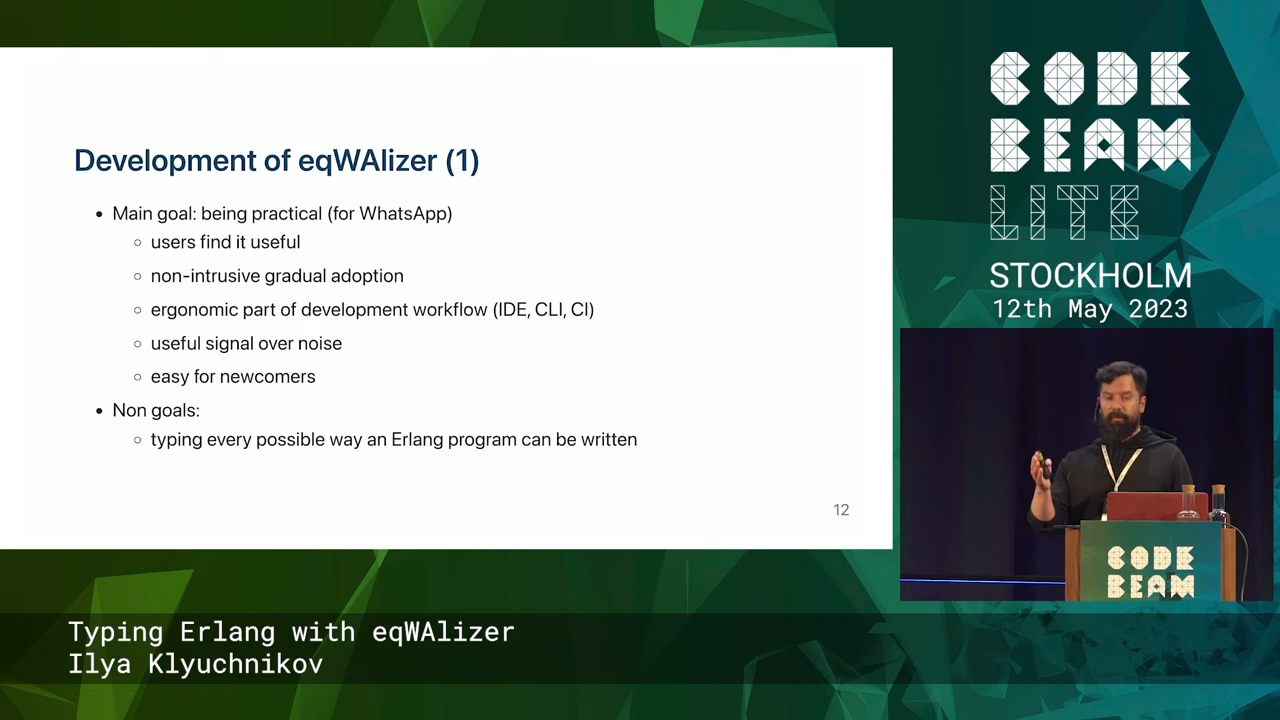 Development of eqWAlizer (1)
• Main goal: being practical (for WhatsApp)
○ users find it useful
○ non-intrusive gradual adoption
○ ergonomic part of development workflow (IDE, CLI, CI)
○ useful signal over noise
○ easy for newcomers
• Non goals:
○ typing every possible way an Erlang program can be written
12
CODE
BEAM
LITE
STOCKHOLM
12th May 2023
CODE
BEAM
Typing Erlang with eqWAlizer
Ilya Klyuchnikov